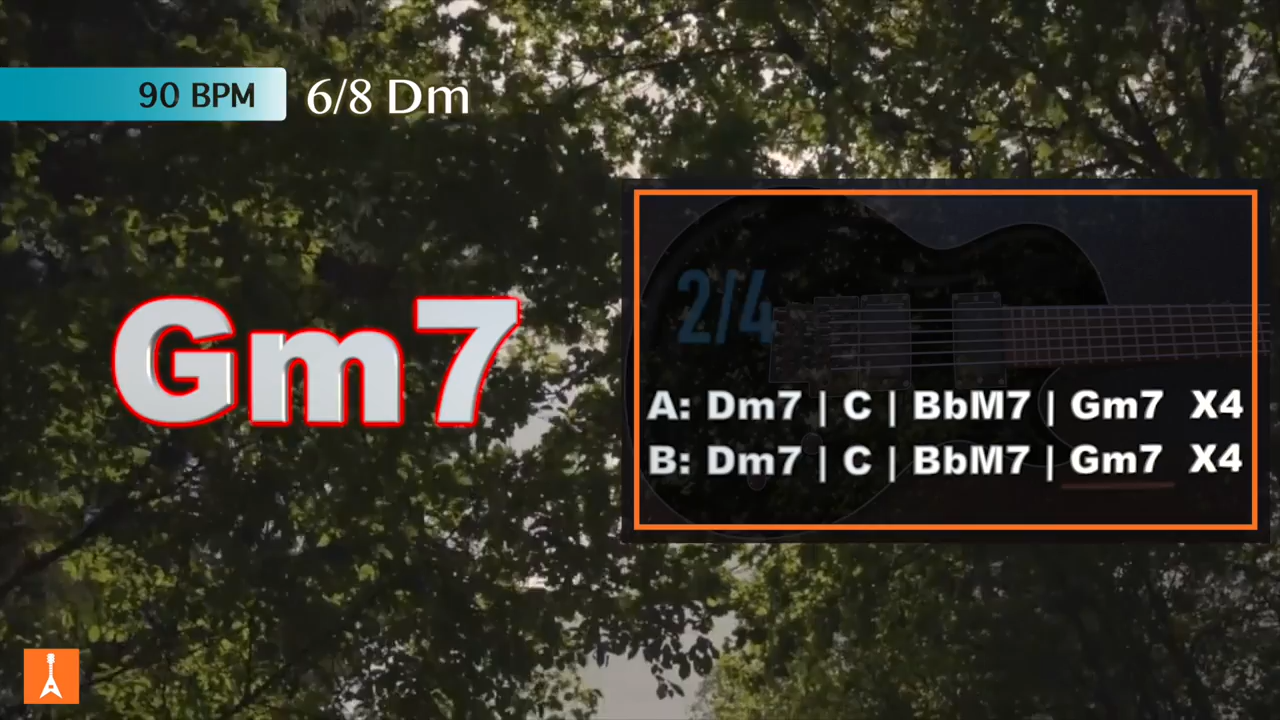 90 BPM
6/8 Dm
Gm7
2/4
A: Dm7 | C | BbM7 | Gm7 X4
B: Dm7 | C | BbM7 | Gm7 X4